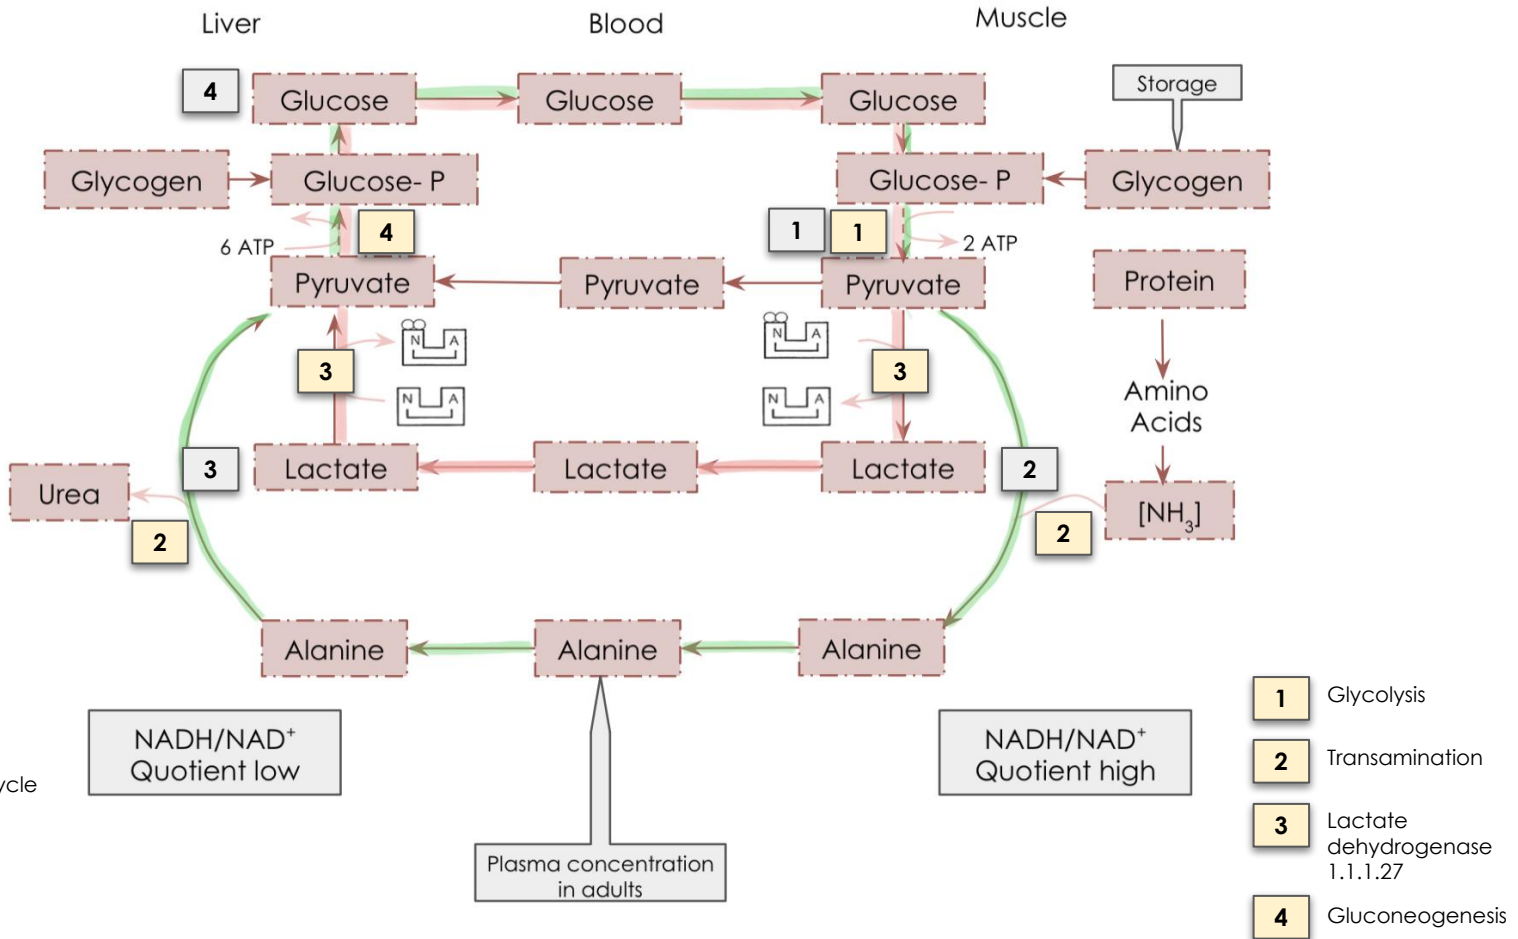 Liver
Blood
Muscle
4
Glucose
Glucose
Glucose
Storage
Glycogen
Glucose- P
Glucose- P
Glycogen
4
1
1
6 ATP
2 ATP
Pyruvate
Pyruvate
Pyruvate
Protein
N A
N A
3
3
N A
N A
Amino
Acids
Lactate
Lactate
Lactate
3
2
Urea
[NH₃]
2
2
Alanine
Alanine
Alanine
NADH/NAD⁺
Quotient low
NADH/NAD⁺
Quotient high
ycle
Plasma concentration
in adults
1 Glycolysis
2 Transamination
3 Lactate
dehydrogenase
1.1.1.27
4 Gluconeogenesis